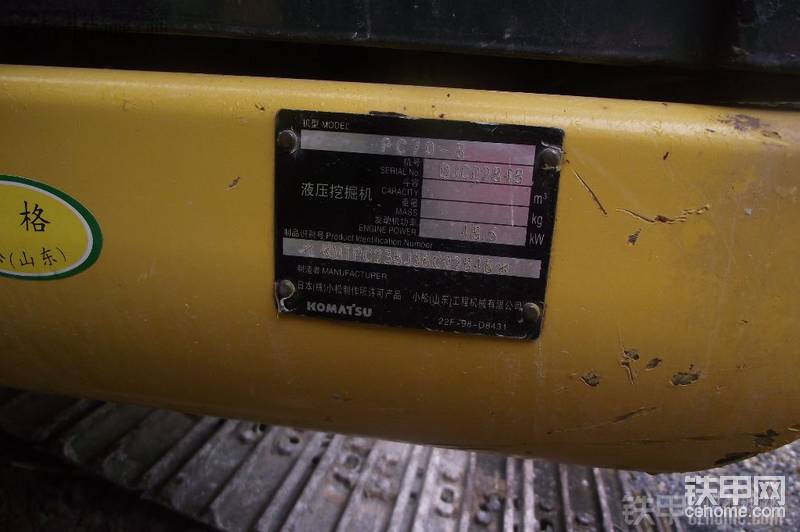 机型 MODEL
PC70-8
机号
SERIAL No.
斗容
CAPACITY
m³
重量
MASS
kg
发动机功率
ENGINE POWER
kW
液压挖掘机
制品识别号 Product Identification Number
制造者 MANUFACTURER
日本(株)小松制作所许可产品 小松(山东)工程机械有限公司
KOMATSU
22F-98-D8431
格
(山东)
铁甲网
cehome.com